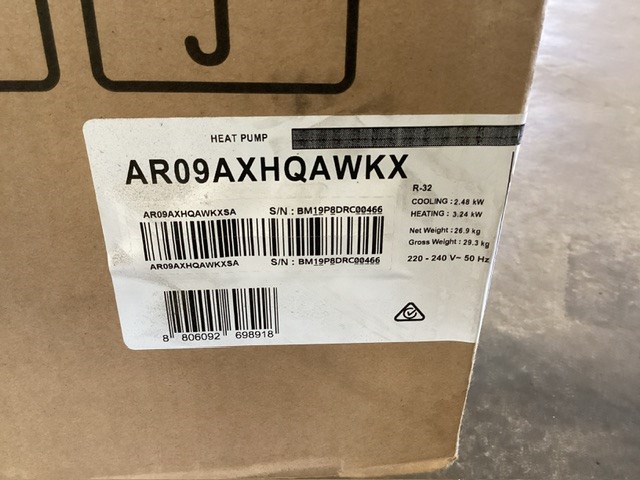 HEAT PUMP
AR09AXHQAWKX
R-32
COOLING : 2.48 kW
HEATING : 3.24 kW
Net Weight : 26.9 kg
Gross Weight : 29.3 kg
220 - 240 V~ 50 Hz
AR09AXHQAWKXSA S/N : BM19P8DRC00466
AR09AXHQAWKXSA S/N : BM19P8DRC00466
8 806092 698918